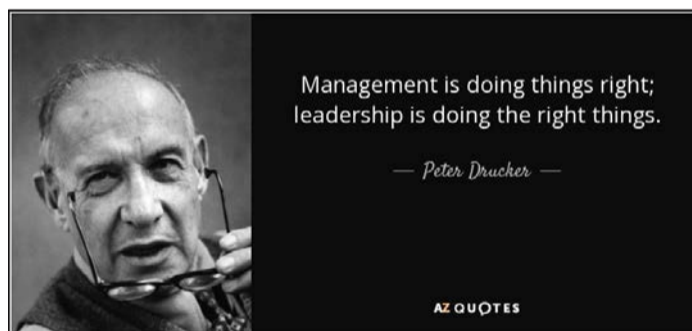 Management is doing things right;
leadership is doing the right things.
— Peter Drucker —
AZ QUOTES